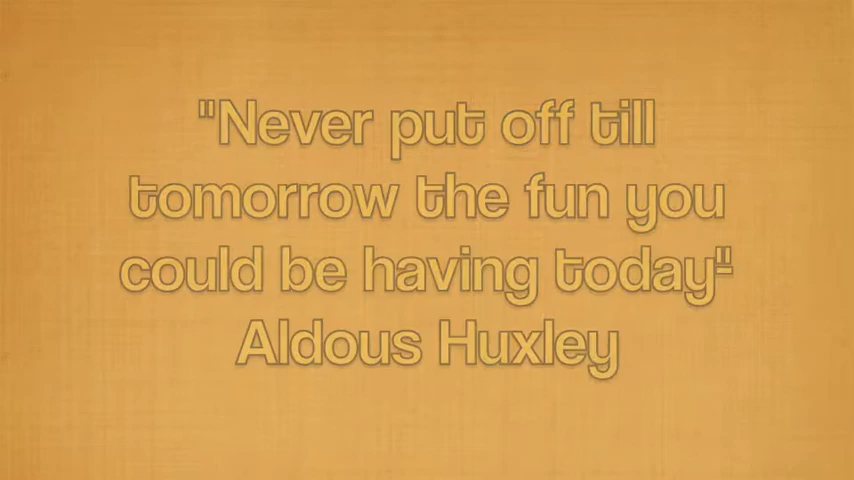 "Never put off till
tomorrow the fun you
could be having today"-
Aldous Huxley